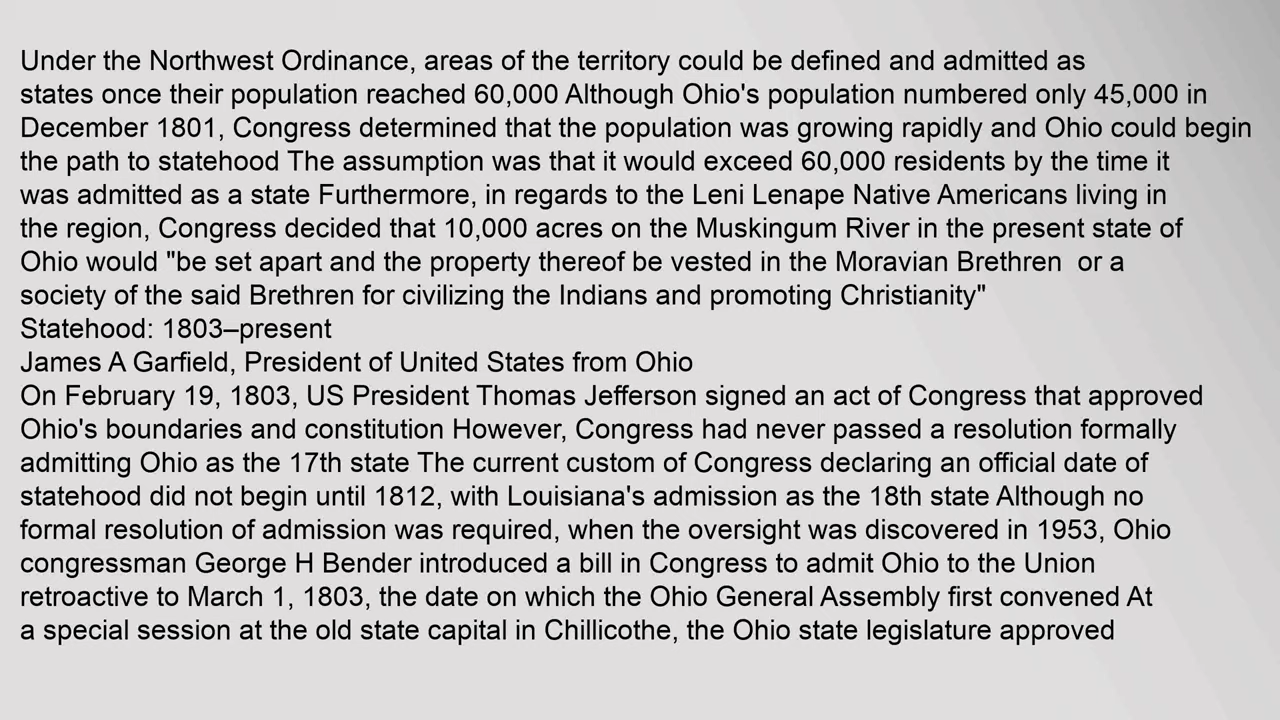 Under the Northwest Ordinance, areas of the territory could be defined and admitted as
states once their population reached 60,000 Although Ohio's population numbered only 45,000 in
December 1801, Congress determined that the population was growing rapidly and Ohio could begin
the path to statehood The assumption was that it would exceed 60,000 residents by the time it
was admitted as a state Furthermore, in regards to the Leni Lenape Native Americans living in
the region, Congress decided that 10,000 acres on the Muskingum River in the present state of
Ohio would "be set apart and the property thereof be vested in the Moravian Brethren  or a
society of the said Brethren for civilizing the Indians and promoting Christianity"
Statehood: 1803–present
James A Garfield, President of United States from Ohio
On February 19, 1803, US President Thomas Jefferson signed an act of Congress that approved
Ohio's boundaries and constitution However, Congress had never passed a resolution formally
admitting Ohio as the 17th state The current custom of Congress declaring an official date of
statehood did not begin until 1812, with Louisiana's admission as the 18th state Although no
formal resolution of admission was required, when the oversight was discovered in 1953, Ohio
congressman George H Bender introduced a bill in Congress to admit Ohio to the Union
retroactive to March 1, 1803, the date on which the Ohio General Assembly first convened At
a special session at the old state capital in Chillicothe, the Ohio state legislature approved